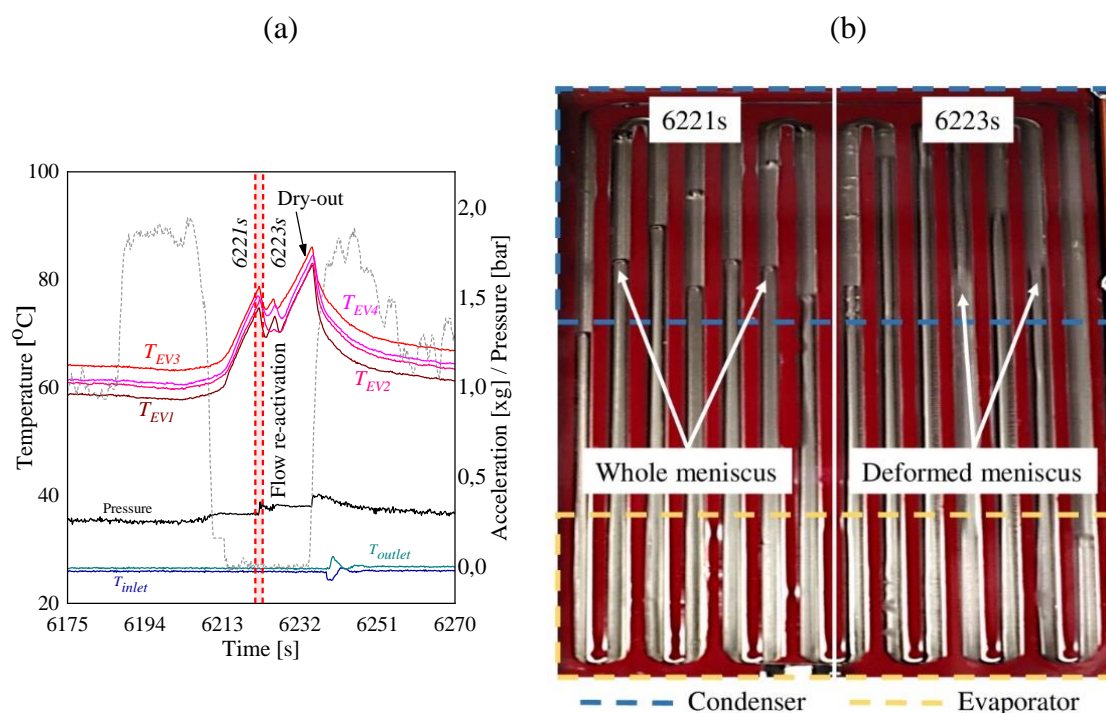 (a)
(b)
100
80
60
40
20
Temperature [⁰C]
6175
6194
6213
6232
6251
6270
Time [s]
2,0
1,5
1,0
0,5
0,0
Acceleration [xg] / Pressure [bar]
6221s
6223s
Dry-out
Flow re-activation
T_EV3
T_EV4
T_EV2
T_EV1
Pressure
T_outlet
T_inlet
6221s
6223s
Whole meniscus
Deformed meniscus
Condenser
Evaporator